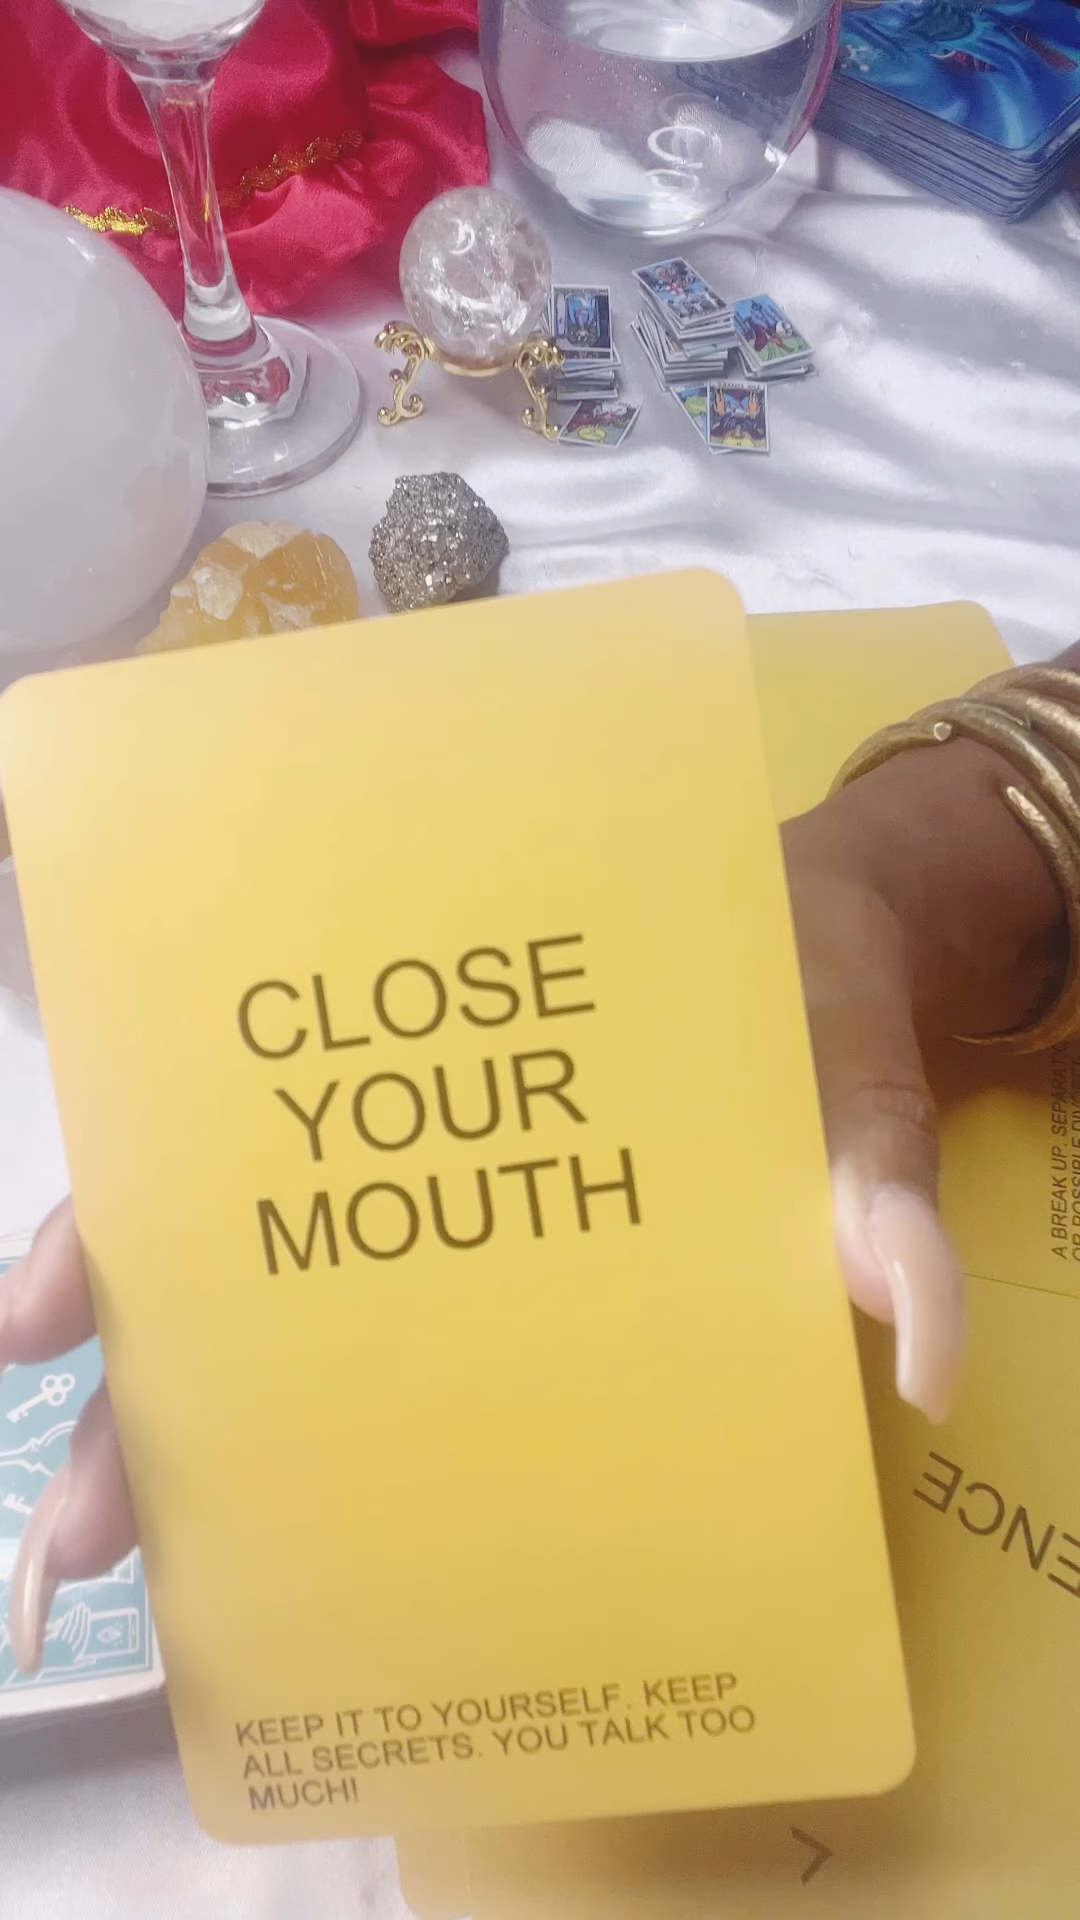 CLOSE
YOUR
MOUTH
KEEP IT TO YOURSELF. KEEP
ALL SECRETS. YOU TALK TOO
MUCH!
A BREAK UP. SEPARATI
OR POSSIBLE DIVORCE
ENCE